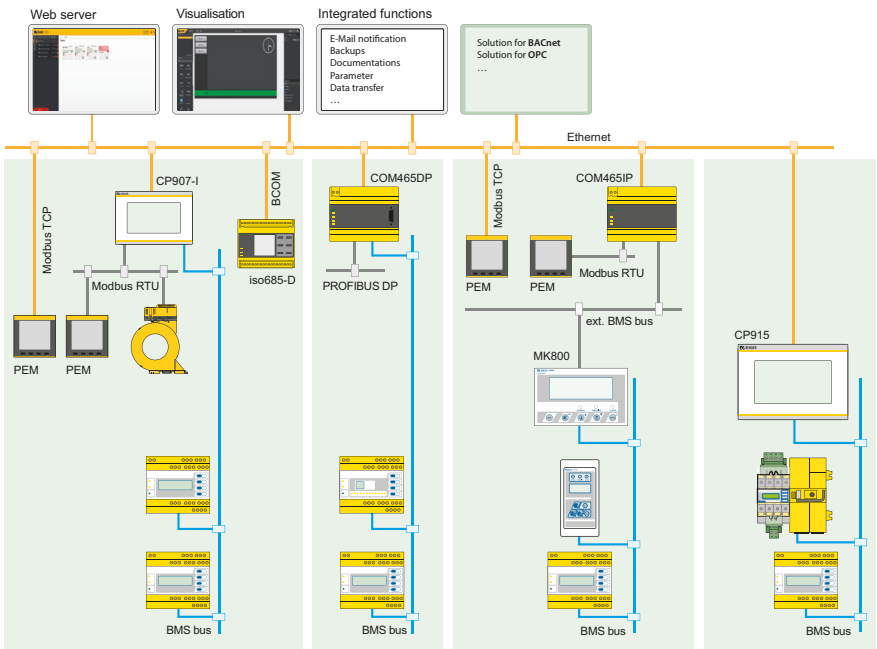 Web server
Visualisation
Integrated functions
E-Mail notification
Backups
Documentations
Parameter
Data transfer
...
Solution for BACnet
Solution for OPC
...
Ethernet
CP907-I
COM465DP
COM465IP
Modbus TCP
BCOM
Modbus TCP
iso685-D
Modbus RTU
PROFIBUS DP
PEM
PEM
Modbus RTU
ext. BMS bus
PEM
PEM
MK800
CP915
BMS bus
BMS bus
BMS bus
BMS bus